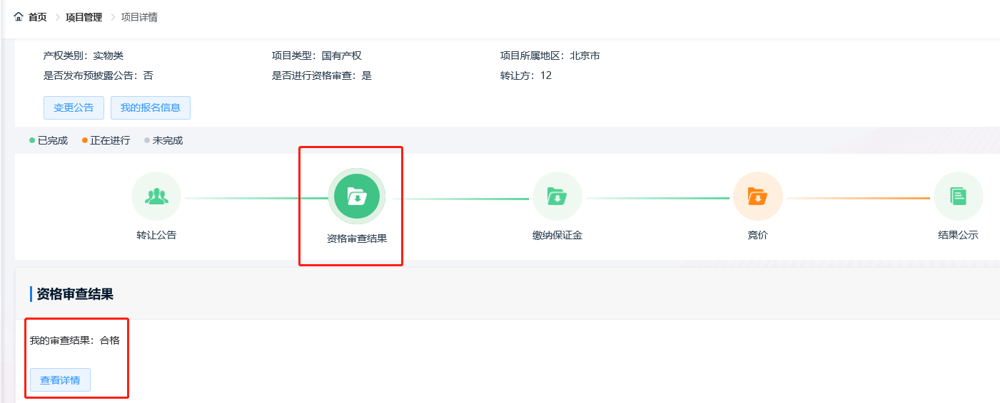 首页 项目管理 项目详情
产权类别：实物类 项目类型：国有产权 项目所属地区：北京市
是否发布预披露公告：否 是否进行资格审查：是 转让方：12
变更公告 我的报名信息
已完成 正在进行 未完成
转让公告 资格审查结果 缴纳保证金 竞价 结果公示
资格审查结果
我的审查结果：合格
查看详情